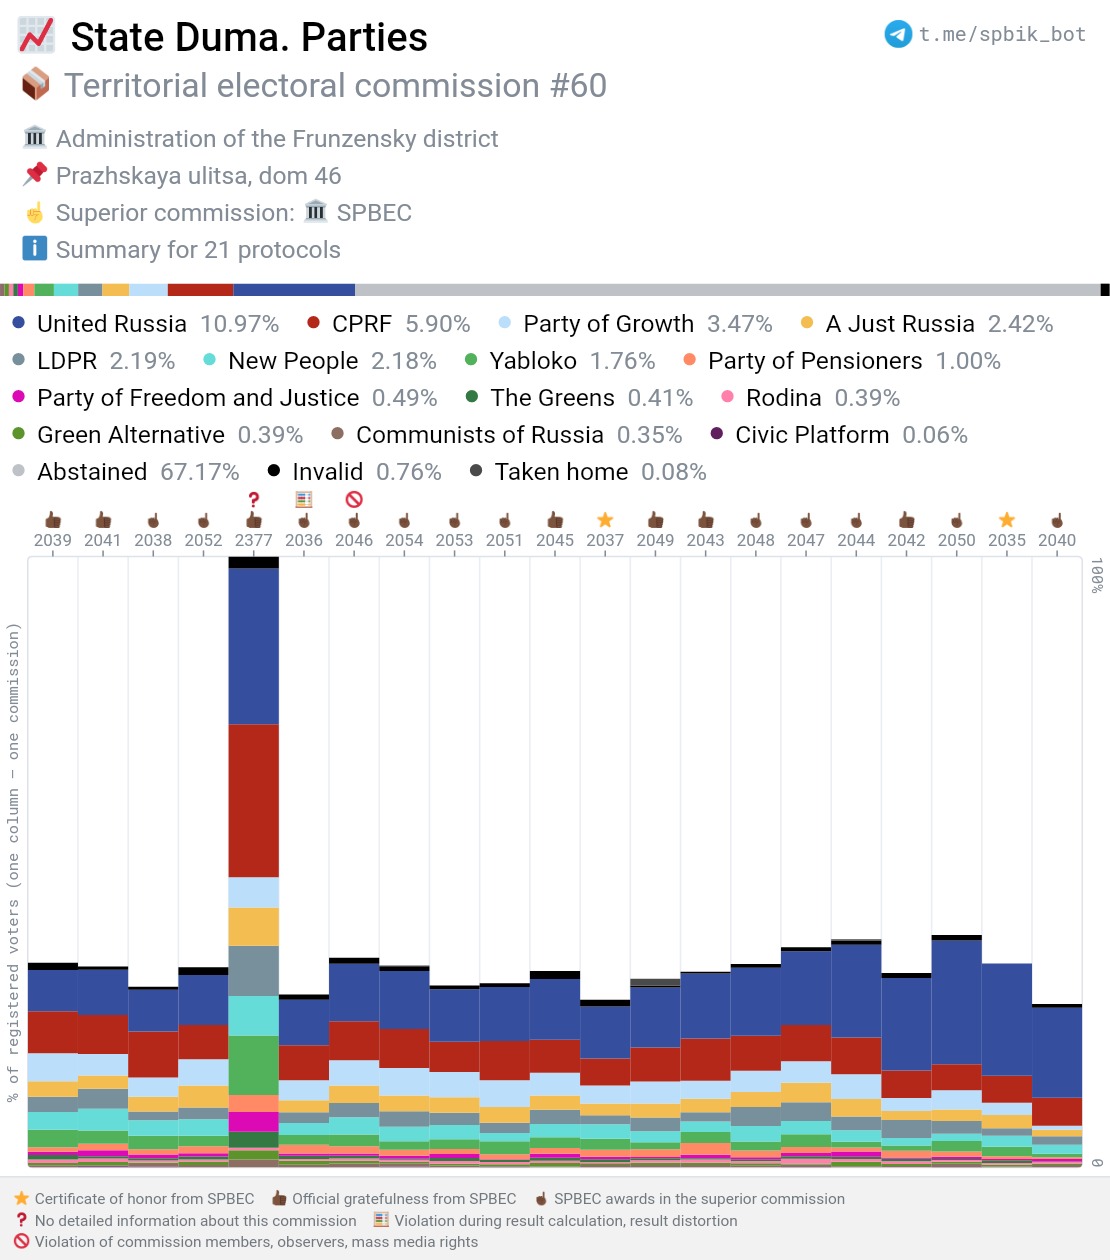 State Duma. Parties
t.me/spbik_bot
Territorial electoral commission #60
Administration of the Frunzensky district
Prazhskaya ulitsa, dom 46
Superior commission: SPBEC
Summary for 21 protocols
United Russia 10.97% CPRF 5.90% Party of Growth 3.47% A Just Russia 2.42%
LDPR 2.19% New People 2.18% Yabloko 1.76% Party of Pensioners 1.00%
Party of Freedom and Justice 0.49% The Greens 0.41% Rodina 0.39%
Green Alternative 0.39% Communists of Russia 0.35% Civic Platform 0.06%
Abstained 67.17% Invalid 0.76% Taken home 0.08%
2039 2041 2038 2052 2377 2036 2046 2054 2053 2051 2045 2037 2049 2043 2048 2047 2044 2042 2050 2035 2040
100%
% of registered voters (one column – one commission)
0
Certificate of honor from SPBEC Official gratefulness from SPBEC SPBEC awards in the superior commission
No detailed information about this commission Violation during result calculation, result distortion
Violation of commission members, observers, mass media rights